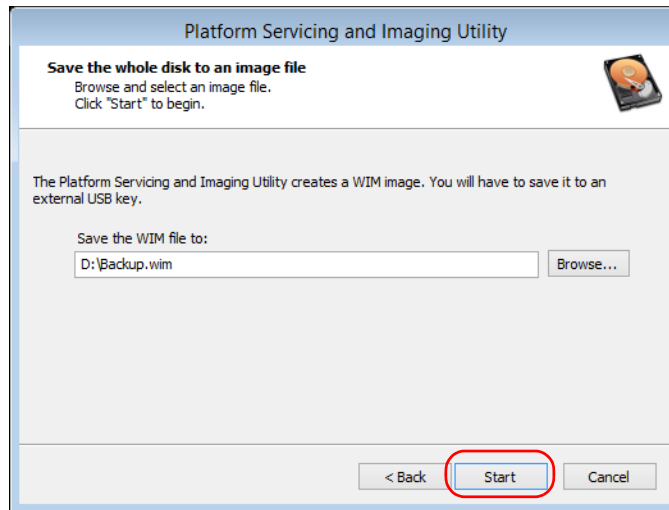 Platform Servicing and Imaging Utility
Save the whole disk to an image file
Browse and select an image file.
Click "Start" to begin.
The Platform Servicing and Imaging Utility creates a WIM image. You will have to save it to an
external USB key.
Save the WIM file to:
D:\Backup.wim
Browse...
< Back
Start
Cancel